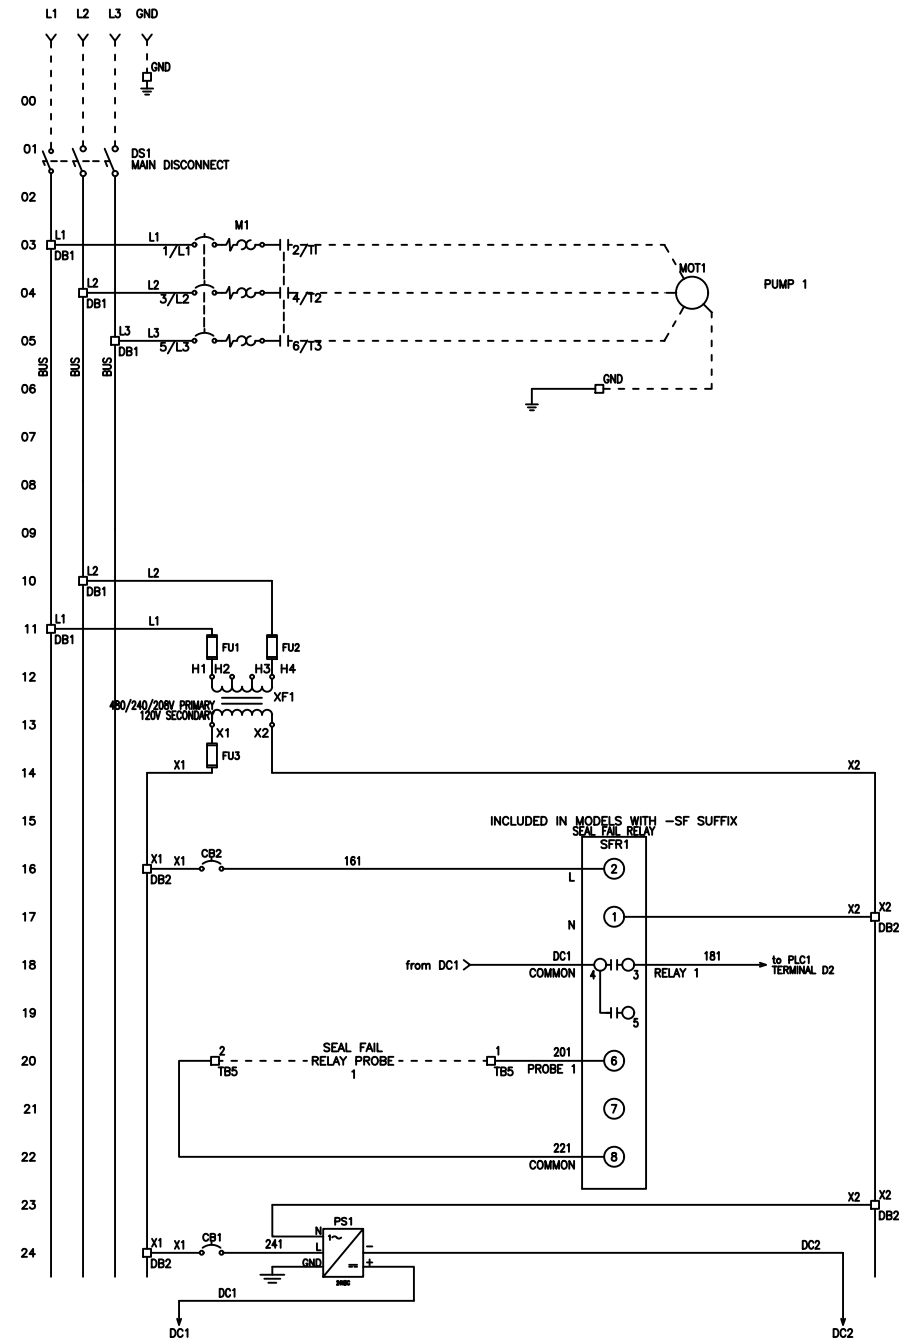 L1 L2 L3 GND
GND
00
01 DS1
MAIN DISCONNECT
02
M1
03 L1 L1 1/L1 2/T1
DB1
MOT1
PUMP 1
04 L2 L2 3/L2 4/T2
DB1
05 L3 L3 5/L3 6/T3
DB1
BUS BUS BUS
06 GND
07
08
09
10 L2 L2
DB1
11 L1 L1
DB1
FU1 FU2
H1 H2 H3 H4
12
XF1
480/240/208V PRIMARY
120V SECONDARY
13
X1 X2
FU3
14 X1 X2
15 INCLUDED IN MODELS WITH -SF SUFFIX
SEAL FAIL RELAY
SFR1
16 X1 X1 CB2 161 2
DB2 L
17 1 X2 X2
N DB2
18 from DC1 DC1 4 3 181 to PLC1
COMMON RELAY 1 TERMINAL D2
19 5
SEAL FAIL
20 2 RELAY PROBE 1 201 6
TB5 1 TB5 PROBE 1
21 7
22 221 8
COMMON
23 X2 X2
DB2
PS1
N 1~
24 X1 X1 CB1 241 L - DC2
DB2 GND +
DC1
DC1 DC2